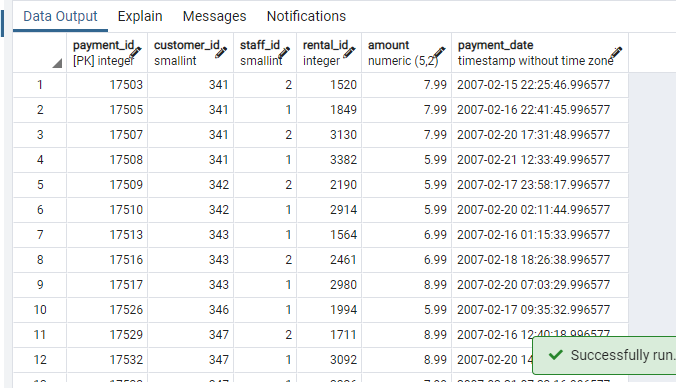 Data Output Explain Messages Notifications
payment_id customer_id staff_id rental_id amount payment_date
[PK] integer smallint smallint integer numeric (5,2) timestamp without time zone
1 17503 341 2 1520 7.99 2007-02-15 22:25:46.996577
2 17505 341 1 1849 7.99 2007-02-16 22:41:45.996577
3 17507 341 2 3130 7.99 2007-02-20 17:31:48.996577
4 17508 341 1 3382 5.99 2007-02-21 12:33:49.996577
5 17509 342 2 2190 5.99 2007-02-17 23:58:17.996577
6 17510 342 1 2914 5.99 2007-02-20 02:11:44.996577
7 17513 343 1 1564 6.99 2007-02-16 01:15:33.996577
8 17516 343 2 2461 6.99 2007-02-18 18:26:38.996577
9 17517 343 1 2980 8.99 2007-02-20 07:03:29.996577
10 17526 346 1 1994 5.99 2007-02-17 09:35:32.996577
11 17529 347 2 1711 8.99 2007-02-16 12:40:18.996577
12 17532 347 1 3092 8.99 2007-02-20 14
Successfully run.